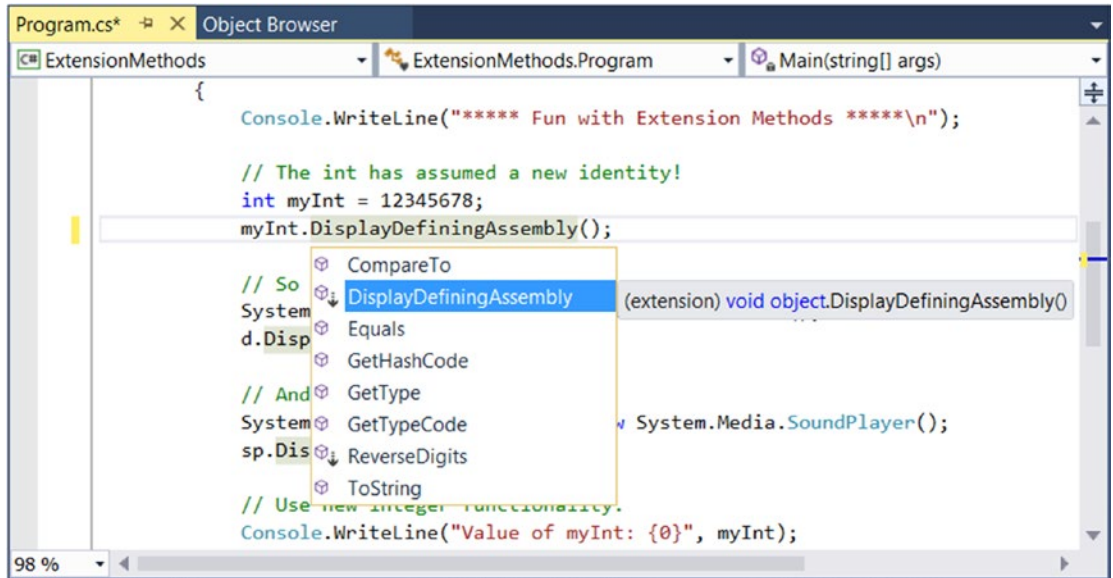 Program.cs* Object Browser
C# ExtensionMethods ExtensionMethods.Program Main(string[] args)
{
Console.WriteLine("***** Fun with Extension Methods *****\n");
// The int has assumed a new identity!
int myInt = 12345678;
myInt.DisplayDefiningAssembly();
CompareTo
// So
DisplayDefiningAssembly (extension) void object.DisplayDefiningAssembly()
System
Equals
d.Disp
GetHashCode
// And GetType
System GetTypeCode w System.Media.SoundPlayer();
sp.Dis ReverseDigits
ToString
// Use new integer functionality.
Console.WriteLine("Value of myInt: {0}", myInt);
98 %